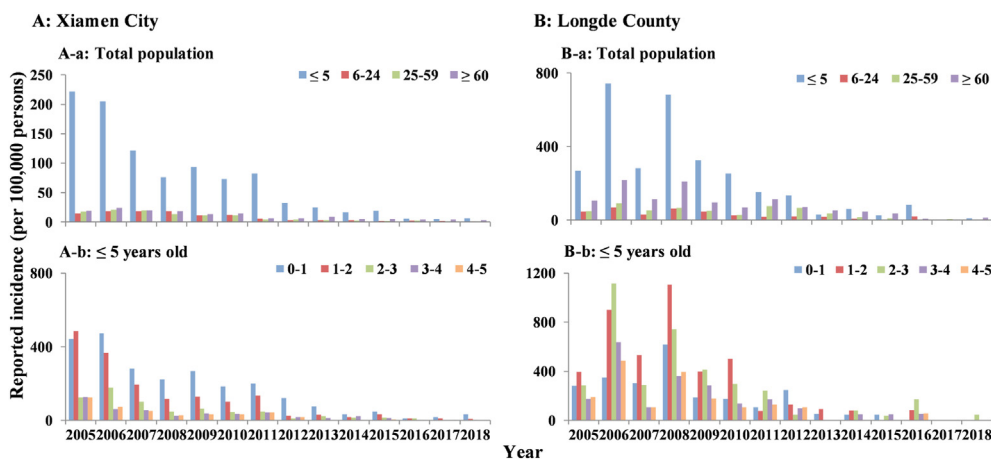 A: Xiamen City
B: Longde County
A-a: Total population
B-a: Total population
Reported incidence (per 100,000 persons)
250
200
150
100
50
0
≤ 5 6-24 25-59 ≥ 60
800
400
0
≤ 5 6-24 25-59 ≥ 60
A-b: ≤ 5 years old
B-b: ≤ 5 years old
800
400
0
0-1 1-2 2-3 3-4 4-5
1200
800
400
0
0-1 1-2 2-3 3-4 4-5
2005 2006 2007 2008 2009 2010 2011 2012 2013 2014 2015 2016 2017 2018
2005 2006 2007 2008 2009 2010 2011 2012 2013 2014 2015 2016 2017 2018
Year